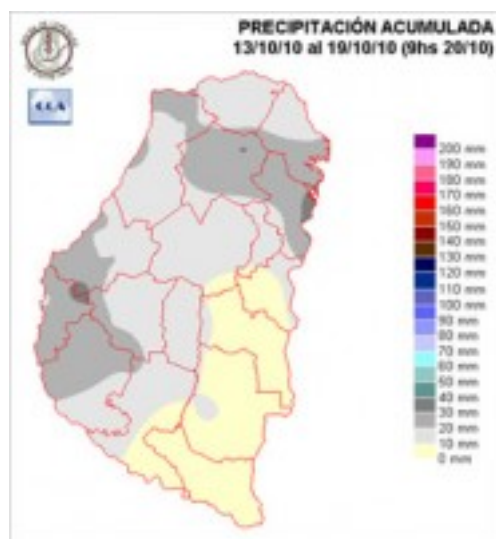 PRECIPITACIÓN ACUMULADA
13/10/10 al 19/10/10 (9hs 20/10)
CCA
200 mm
190 mm
180 mm
170 mm
160 mm
150 mm
140 mm
130 mm
120 mm
110 mm
100 mm
90 mm
80 mm
70 mm
60 mm
50 mm
40 mm
30 mm
20 mm
10 mm
0 mm